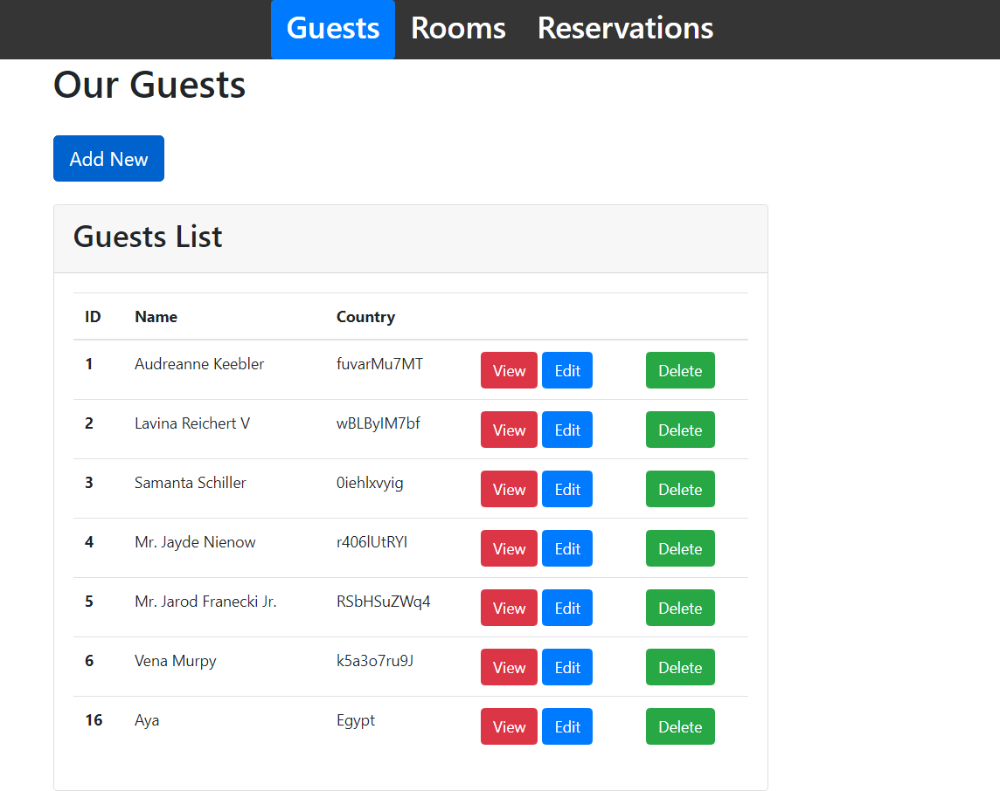 Guests Rooms Reservations
Our Guests
Add New
Guests List
ID Name Country
1 Audreanne Keebler fuvarMu7MT View Edit Delete
2 Lavina Reichert V wBLByIM7bf View Edit Delete
3 Samanta Schiller 0iehlxvyig View Edit Delete
4 Mr. Jayde Nienow r406lUtRYI View Edit Delete
5 Mr. Jarod Franecki Jr. RSbHSuZWq4 View Edit Delete
6 Vena Murpy k5a3o7ru9J View Edit Delete
16 Aya Egypt View Edit Delete